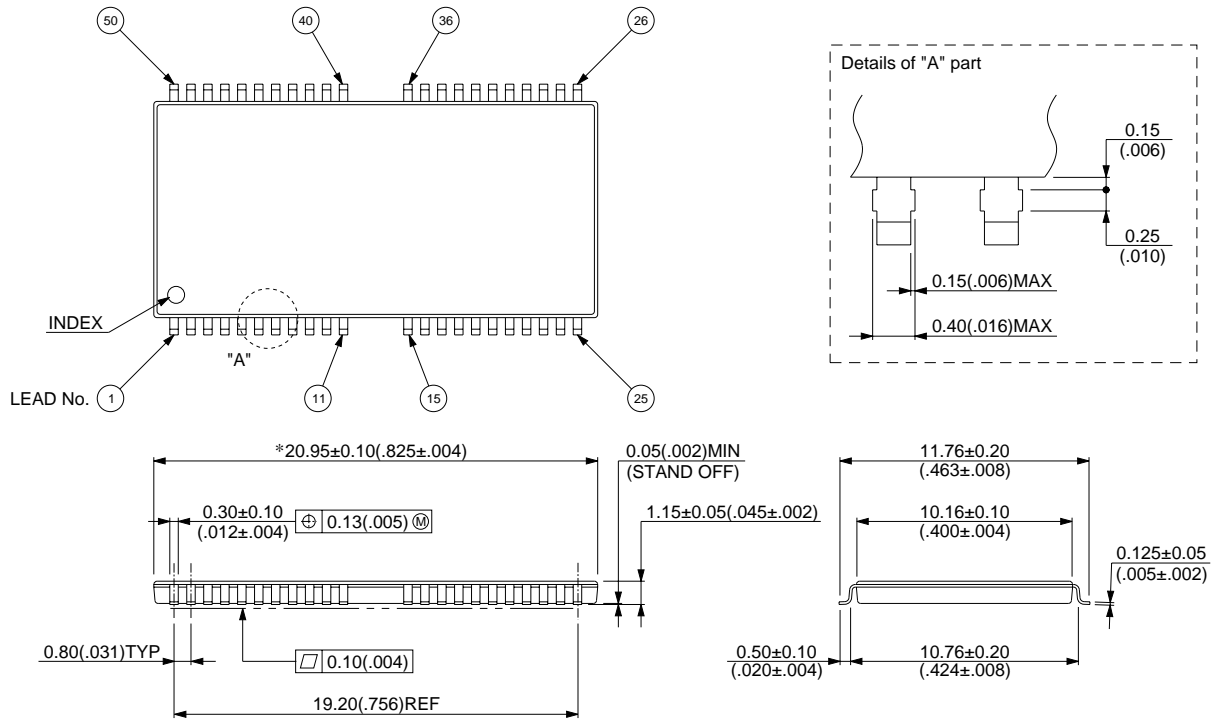 50
40
36
26
INDEX
"A"
LEAD No. 1
11
15
25
Details of "A" part
0.15
(.006)
0.25
(.010)
0.15(.006)MAX
0.40(.016)MAX
*20.95±0.10(.825±.004)
0.05(.002)MIN
(STAND OFF)
0.30±0.10
(.012±.004)
⌖ 0.13(.005) Ⓜ
1.15±0.05(.045±.002)
0.80(.031)TYP
⏥ 0.10(.004)
19.20(.756)REF
11.76±0.20
(.463±.008)
10.16±0.10
(.400±.004)
0.125±0.05
(.005±.002)
0.50±0.10
(.020±.004)
10.76±0.20
(.424±.008)